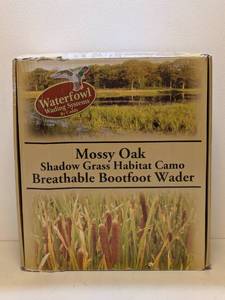 Waterfowl
Wading Systems
Mossy Oak
Shadow Grass Habitat Camo
Breathable Bootfoot Wader